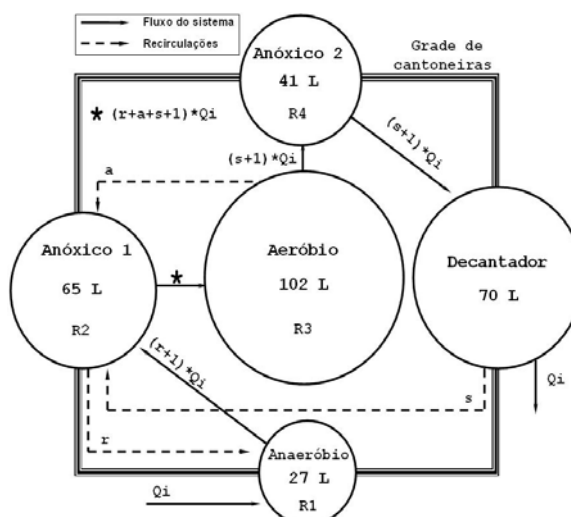 Fluxo do sistema
Recirculações
Anóxico 2
41 L
R4
Grade de
cantoneiras
* (r+a+s+1)*Qi
(s+1)*Qi
(s+1)*Qi
a
Anóxico 1
65 L
R2
*
Aeróbio
102 L
R3
Decantador
70 L
(r+1)*Qi
Qi
s
r
Anaeróbio
27 L
R1
Qi